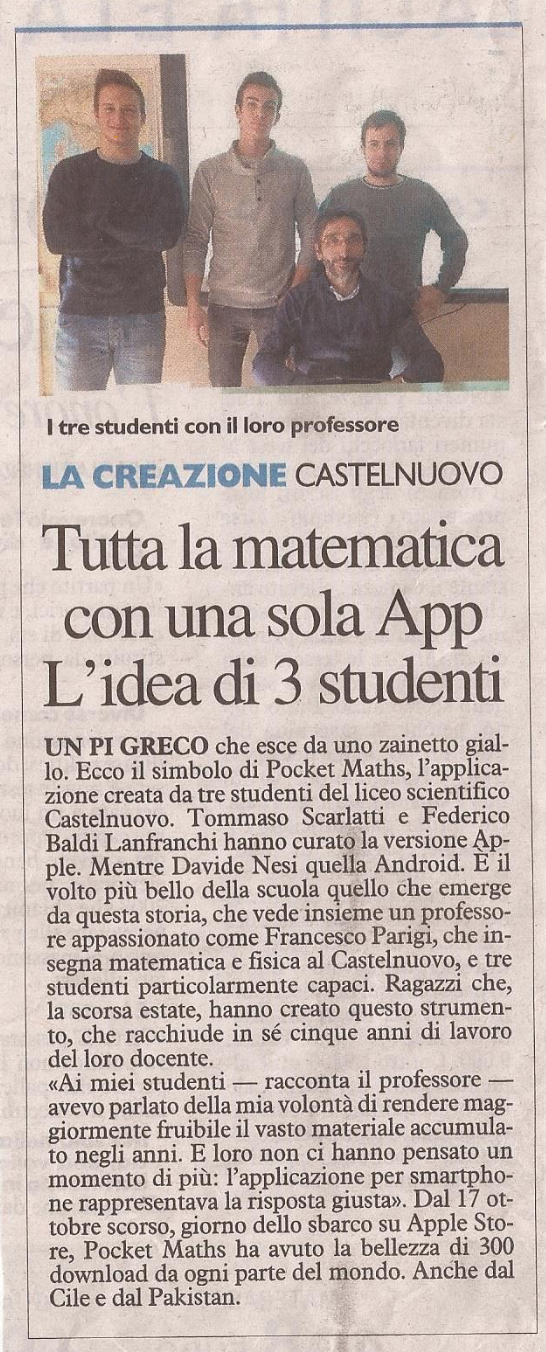 I tre studenti con il loro professore
LA CREAZIONE CASTELNUOVO
Tutta la matematica
con una sola App
L'idea di 3 studenti
UN PI GRECO che esce da uno zainetto gial-
lo. Ecco il simbolo di Pocket Maths, l'applica-
zione creata da tre studenti del liceo scientifico
Castelnuovo. Tommaso Scarlatti e Federico
Baldi Lanfranchi hanno curato la versione Ap-
ple. Mentre Davide Nesi quella Android. È il
volto più bello della scuola quello che emerge
da questa storia, che vede insieme un professo-
re appassionato come Francesco Parigi, che in-
segna matematica e fisica al Castelnuovo, e tre
studenti particolarmente capaci. Ragazzi che,
la scorsa estate, hanno creato questo strumen-
to, che racchiude in sé cinque anni di lavoro
del loro docente.
«Ai miei studenti — racconta il professore —
avevo parlato della mia volontà di rendere mag-
giormente fruibile il vasto materiale accumula-
to negli anni. E loro non ci hanno pensato un
momento di più: l'applicazione per smartpho-
ne rappresentava la risposta giusta». Dal 17 ot-
tobre scorso, giorno dello sbarco su Apple Sto-
re, Pocket Maths ha avuto la bellezza di 300
download da ogni parte del mondo. Anche dal
Cile e dal Pakistan.